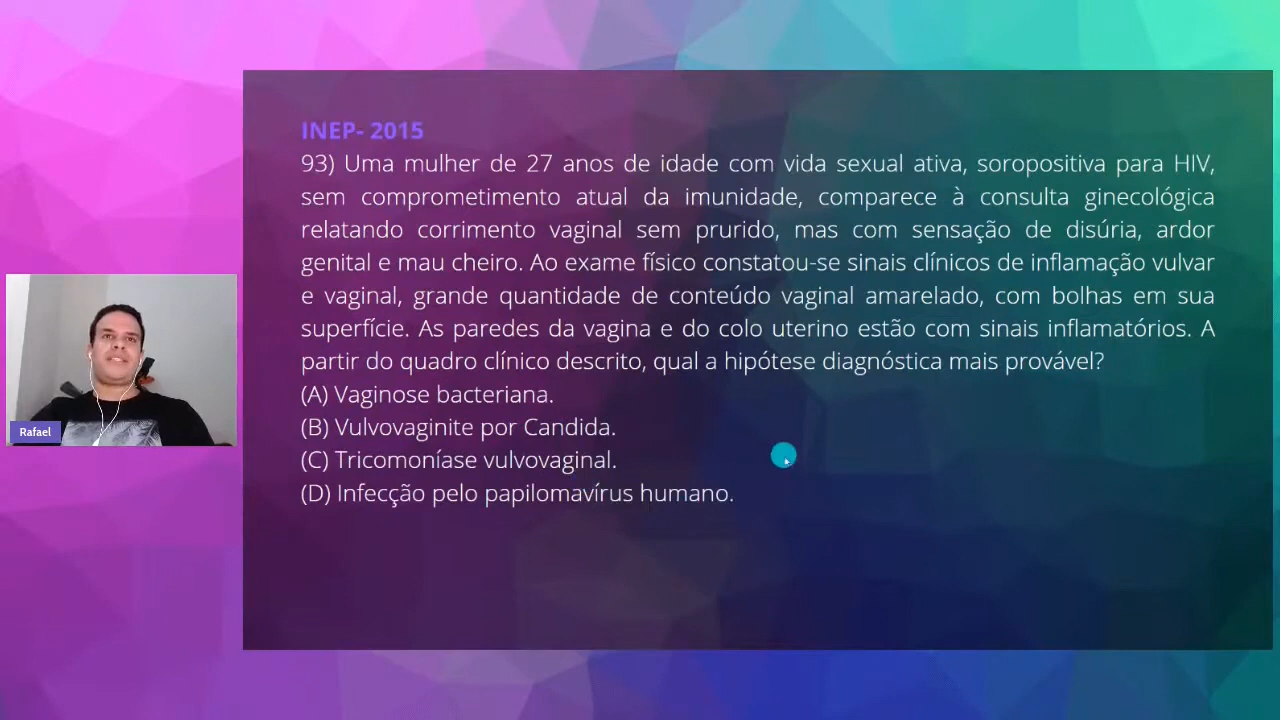 INEP- 2015
93) Uma mulher de 27 anos de idade com vida sexual ativa, soropositiva para HIV,
sem comprometimento atual da imunidade, comparece à consulta ginecológica
relatando corrimento vaginal sem prurido, mas com sensação de disúria, ardor
genital e mau cheiro. Ao exame físico constatou-se sinais clínicos de inflamação vulvar
e vaginal, grande quantidade de conteúdo vaginal amarelado, com bolhas em sua
superfície. As paredes da vagina e do colo uterino estão com sinais inflamatórios. A
partir do quadro clínico descrito, qual a hipótese diagnóstica mais provável?
(A) Vaginose bacteriana.
(B) Vulvovaginite por Candida.
(C) Tricomoníase vulvovaginal.
(D) Infecção pelo papilomavírus humano.
Rafael